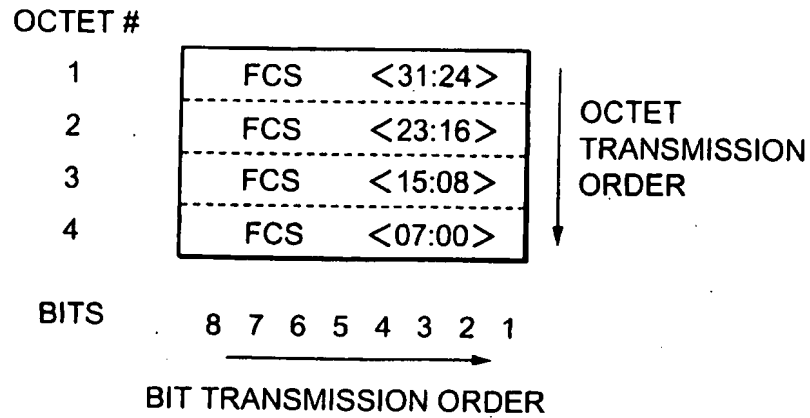 OCTET #
1 FCS <31:24>
2 FCS <23:16>
3 FCS <15:08>
4 FCS <07:00>
OCTET
TRANSMISSION
ORDER
BITS 8 7 6 5 4 3 2 1
BIT TRANSMISSION ORDER